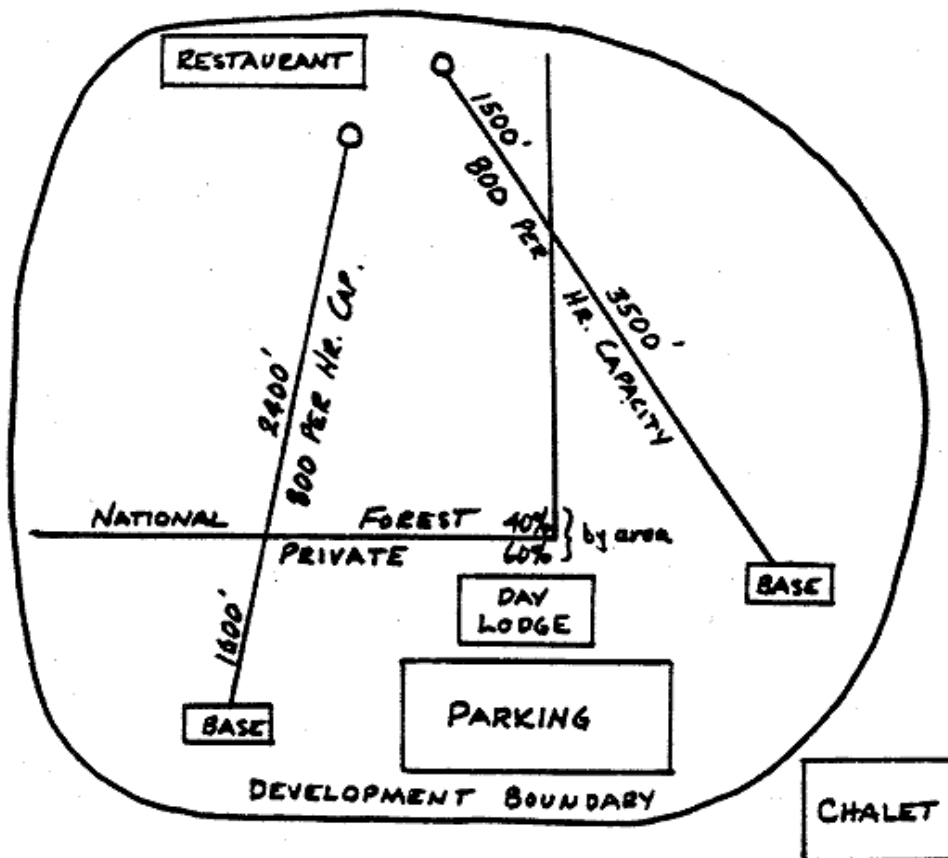 RESTAURANT
1500'
800 PER
HR. CAPACITY
3500'
2400'
800 PER HR. CAP.
NATIONAL FOREST 40%
PRIVATE 60%
} by area
1600'
DAY
LODGE
BASE
PARKING
BASE
DEVELOPMENT BOUNDARY
CHALET